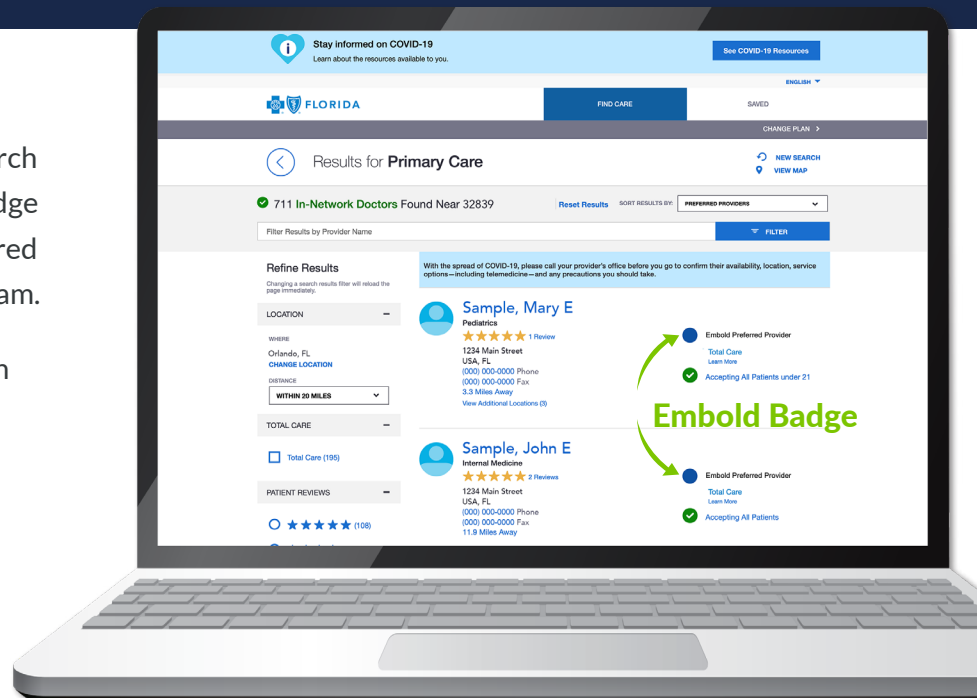 rch
dge
red
am.
n
Stay informed on COVID-19
Learn about the resources available to you.
See COVID-19 Resources
ENGLISH
FLORIDA
FIND CARE
SAVED
CHANGE PLAN >
Results for Primary Care
NEW SEARCH
VIEW MAP
711 In-Network Doctors Found Near 32839
Reset Results
SORT RESULTS BY:
PREFERRED PROVIDERS
Filter Results by Provider Name
FILTER
Refine Results
Changing a search results filter will reload the
page immediately.
LOCATION
WHERE
Orlando, FL
CHANGE LOCATION
DISTANCE
WITHIN 20 MILES
TOTAL CARE
Total Care (195)
PATIENT REVIEWS
(108)
With the spread of COVID-19, please call your provider's office before you go to confirm their availability, location, service
options—including telemedicine—and any precautions you should take.
Sample, Mary E
Pediatrics
1 Review
1234 Main Street
USA, FL
(000) 000-0000 Phone
(000) 000-0000 Fax
3.3 Miles Away
View Additional Locations (3)
Embold Preferred Provider
Total Care
Learn More
Accepting All Patients under 21
Embold Badge
Sample, John E
Internal Medicine
2 Reviews
1234 Main Street
USA, FL
(000) 000-0000 Phone
(000) 000-0000 Fax
11.9 Miles Away
Embold Preferred Provider
Total Care
Learn More
Accepting All Patients